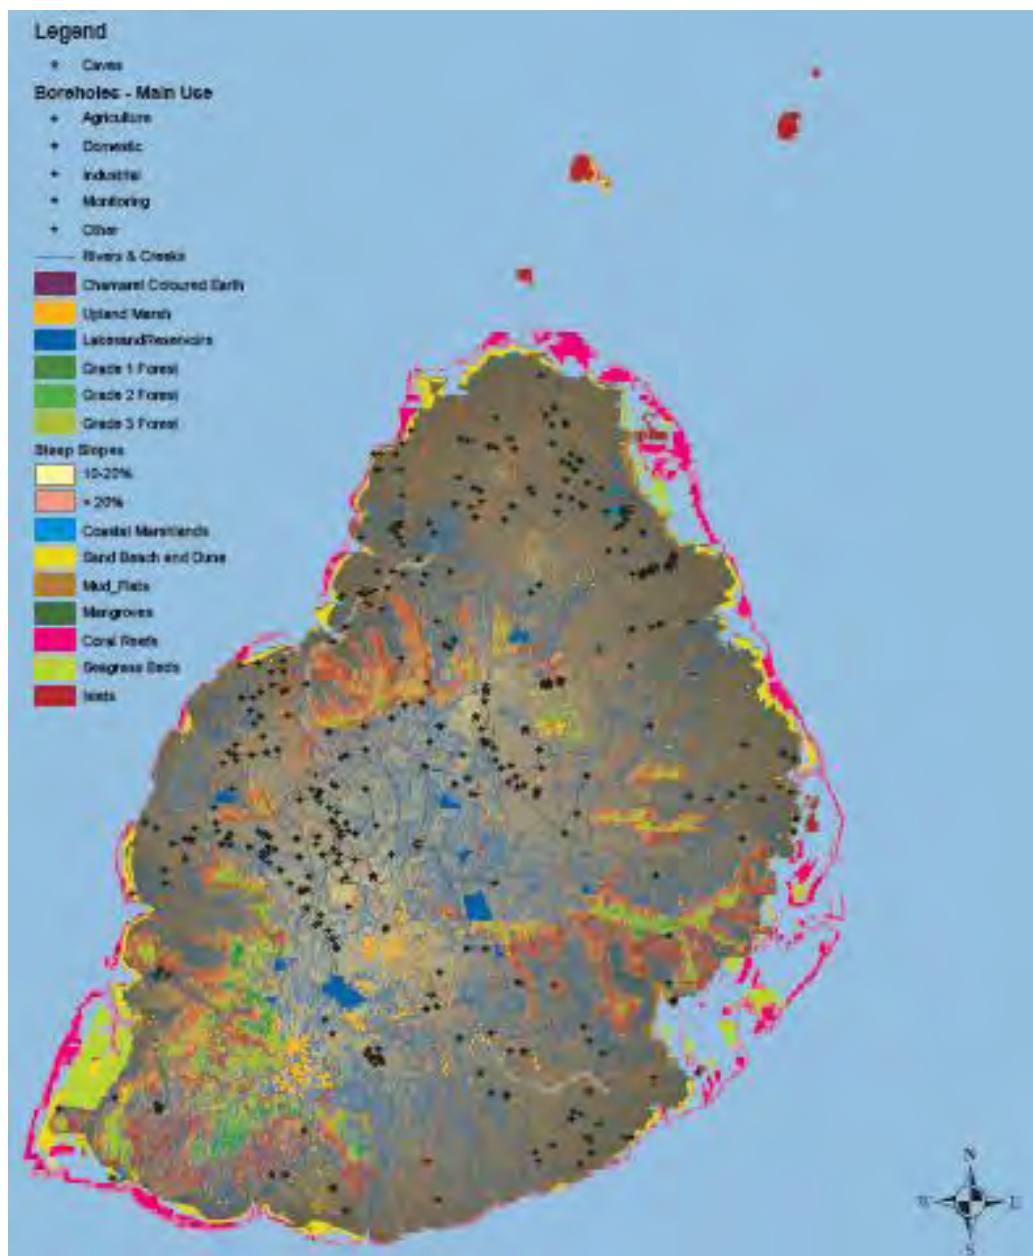 Legend
Caves
Boreholes - Main Use
Agriculture
Domestic
Industrial
Monitoring
Other
Rivers & Creeks
Chamarel Coloured Earth
Upland Marsh
LakesandReservoirs
Grade 1 Forest
Grade 2 Forest
Grade 3 Forest
Steep Slopes
10-20%
> 20%
Coastal Marshlands
Sand Beach and Dune
Mud_Flats
Mangroves
Coral Reefs
Seagrass Beds
Islets
N
W
E
S